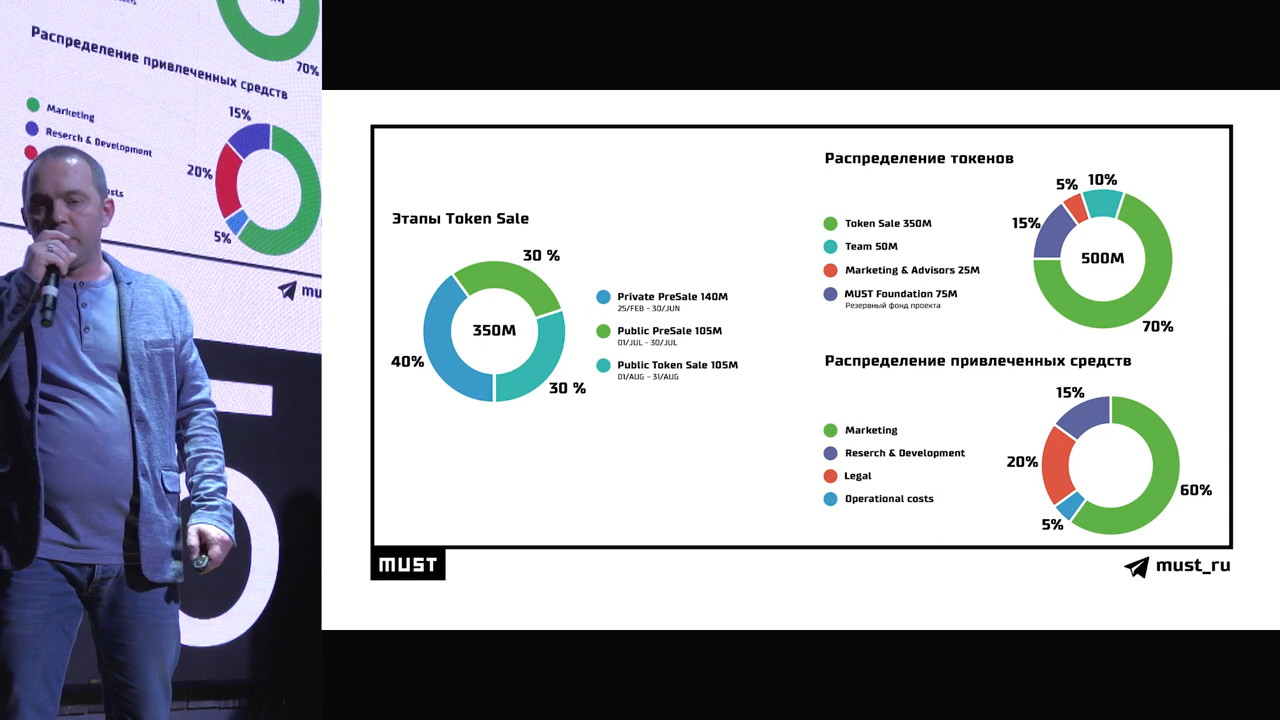 70%
Распределение привлеченных средств
15%
Marketing
Reserch & Development
20%
5%
Этапы Token Sale
30 %
350M
40%
30 %
Private PreSale 140M
25/FEB - 30/JUN
Public PreSale 105M
01/JUL - 30/JUL
Public Token Sale 105M
01/AUG - 31/AUG
Распределение токенов
5%
10%
15%
500M
70%
Token Sale 350M
Team 50M
Marketing & Advisors 25M
MUST Foundation 75M
Резервный фонд проекта
Распределение привлеченных средств
15%
20%
60%
5%
Marketing
Reserch & Development
Legal
Operational costs
MUST
must_ru